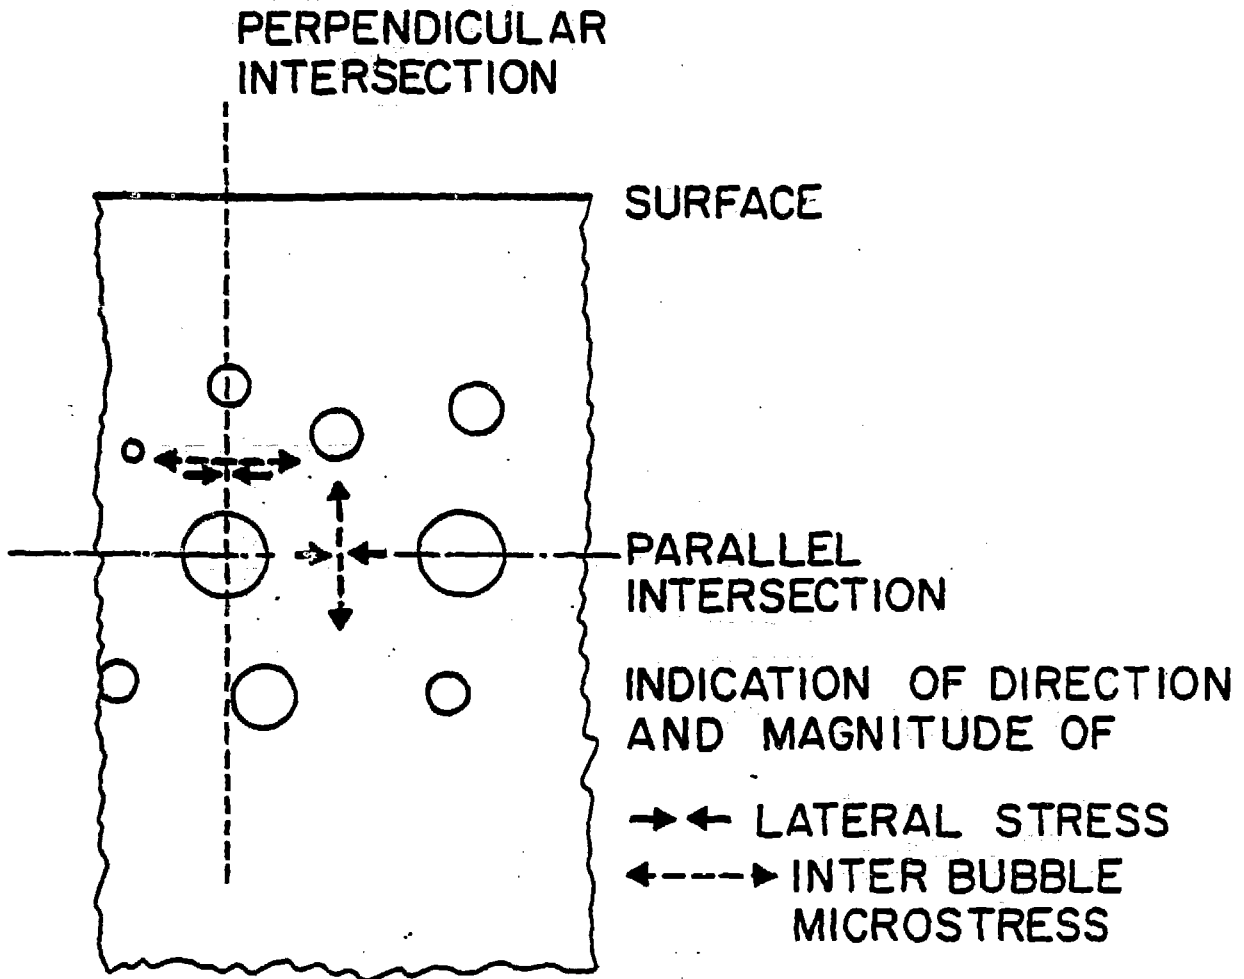 PERPENDICULAR
INTERSECTION
SURFACE
PARALLEL
INTERSECTION
INDICATION OF DIRECTION
AND MAGNITUDE OF
LATERAL STRESS
INTER BUBBLE
MICROSTRESS